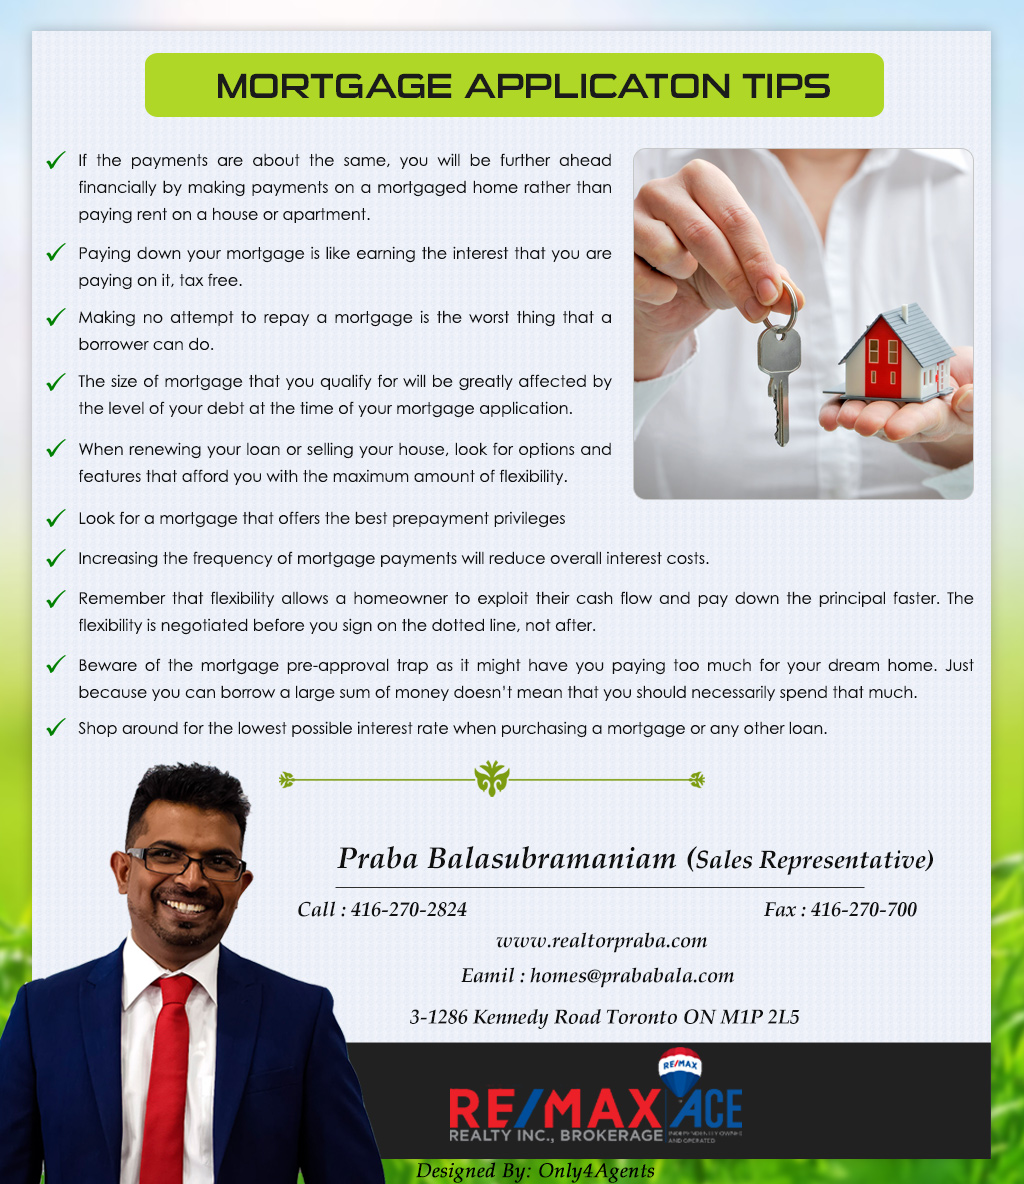 MORTGAGE APPLICATON TIPS
If the payments are about the same, you will be further ahead
financially by making payments on a mortgaged home rather than
paying rent on a house or apartment.
Paying down your mortgage is like earning the interest that you are
paying on it, tax free.
Making no attempt to repay a mortgage is the worst thing that a
borrower can do.
The size of mortgage that you qualify for will be greatly affected by
the level of your debt at the time of your mortgage application.
When renewing your loan or selling your house, look for options and
features that afford you with the maximum amount of flexibility.
Look for a mortgage that offers the best prepayment privileges
Increasing the frequency of mortgage payments will reduce overall interest costs.
Remember that flexibility allows a homeowner to exploit their cash flow and pay down the principal faster. The
flexibility is negotiated before you sign on the dotted line, not after.
Beware of the mortgage pre-approval trap as it might have you paying too much for your dream home. Just
because you can borrow a large sum of money doesn't mean that you should necessarily spend that much.
Shop around for the lowest possible interest rate when purchasing a mortgage or any other loan.
Praba Balasubramaniam (Sales Representative)
Call : 416-270-2824 Fax : 416-270-700
www.realtorpraba.com
Eamil : homes@prababala.com
3-1286 Kennedy Road Toronto ON M1P 2L5
RE/MAX
RE/MAX ACE
REALTY INC., BROKERAGE
INDEPENDENTLY OWNED
AND OPERATED
Designed By: Only4Agents